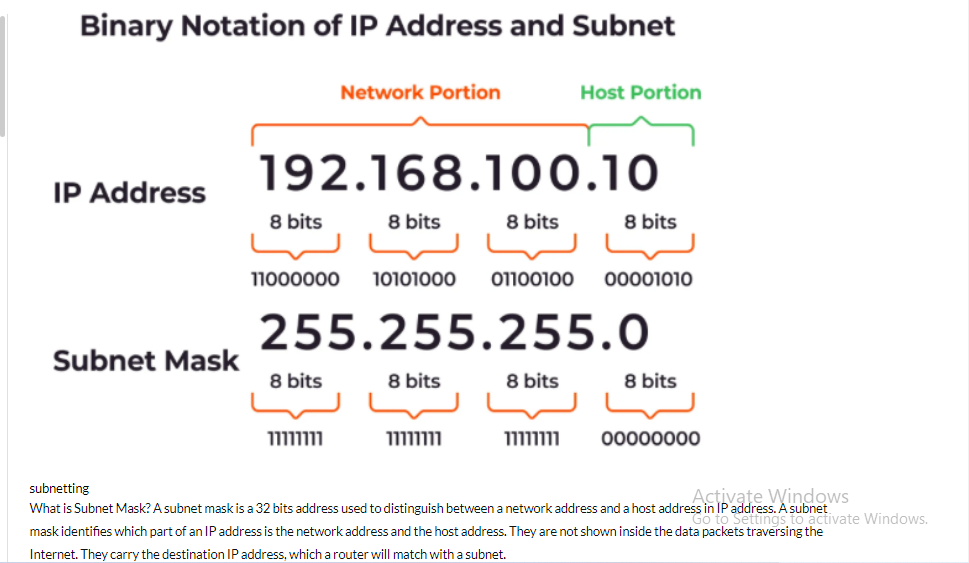 Binary Notation of IP Address and Subnet
Network Portion Host Portion
IP Address 192.168.100.10
8 bits 8 bits 8 bits 8 bits
11000000 10101000 01100100 00001010
Subnet Mask 255.255.255.0
8 bits 8 bits 8 bits 8 bits
11111111 11111111 11111111 00000000
subnetting
What is Subnet Mask? A subnet mask is a 32 bits address used to distinguish between a network address and a host address in IP address. A subnet
mask identifies which part of an IP address is the network address and the host address. They are not shown inside the data packets traversing the
Internet. They carry the destination IP address, which a router will match with a subnet.
Activate Windows
Go to Settings to activate Windows.